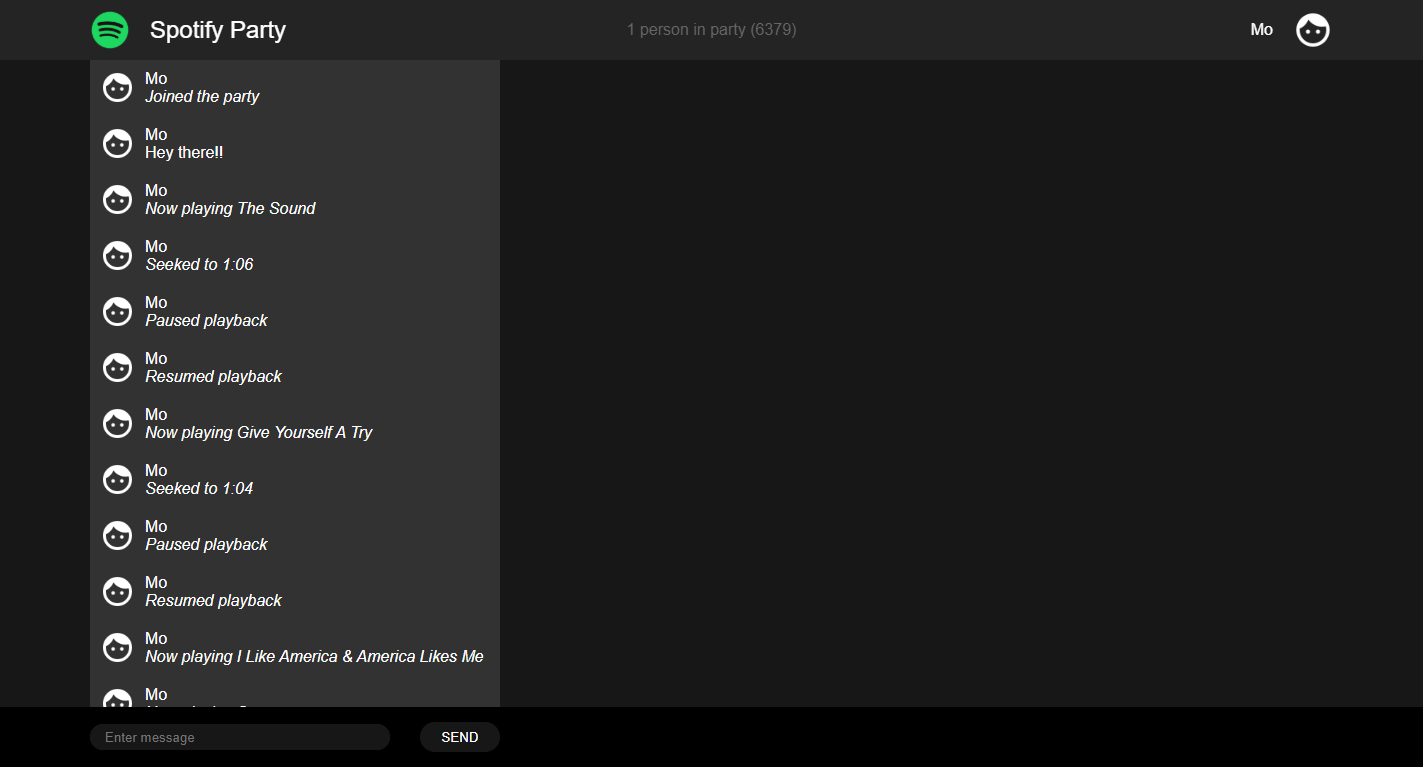 Spotify Party
1 person in party (6379)
Mo
Mo
Joined the party
Mo
Hey there!!
Mo
Now playing The Sound
Mo
Seeked to 1:06
Mo
Paused playback
Mo
Resumed playback
Mo
Now playing Give Yourself A Try
Mo
Seeked to 1:04
Mo
Paused playback
Mo
Resumed playback
Mo
Now playing I Like America & America Likes Me
Mo
Enter message
SEND